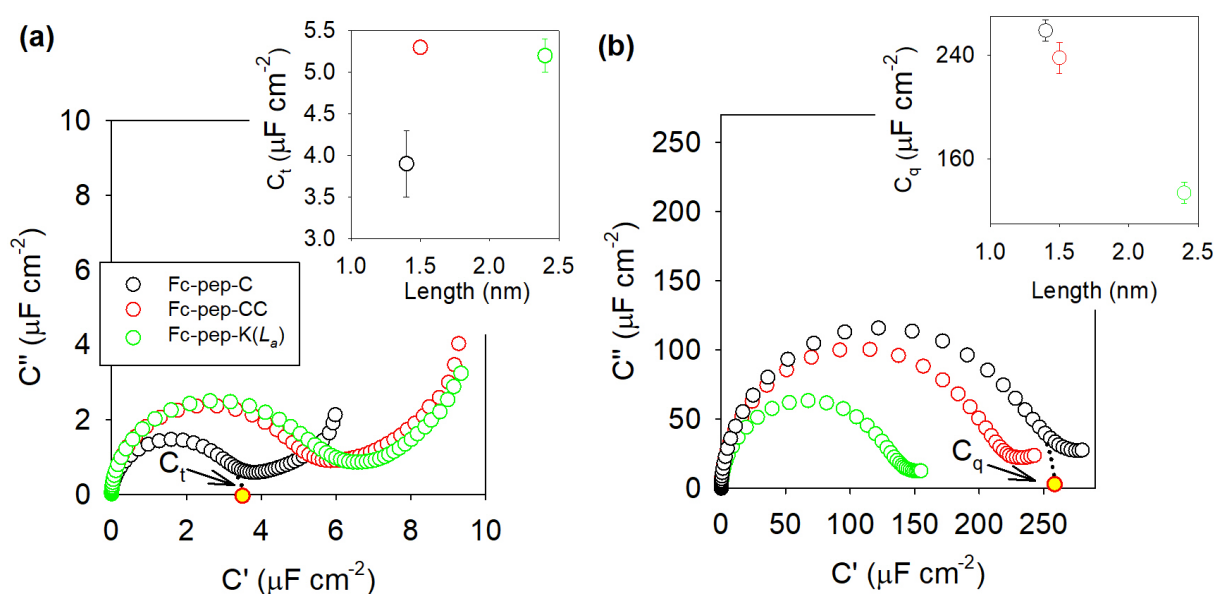 (a)
C" (μF cm-2)
10
8
6
4
2
0
0 2 4 6 8 10
C' (μF cm-2)
Fc-pep-C
Fc-pep-CC
Fc-pep-K(La)
Ct
Ct (μF cm-2)
5.5
5.0
4.5
4.0
3.5
3.0
1.0 1.5 2.0 2.5
Length (nm)
(b)
C" (μF cm-2)
250
200
150
100
50
0
0 50 100 150 200 250
C' (μF cm-2)
Cq
Cq (μF cm-2)
240
160
1.0 1.5 2.0 2.5
Length (nm)